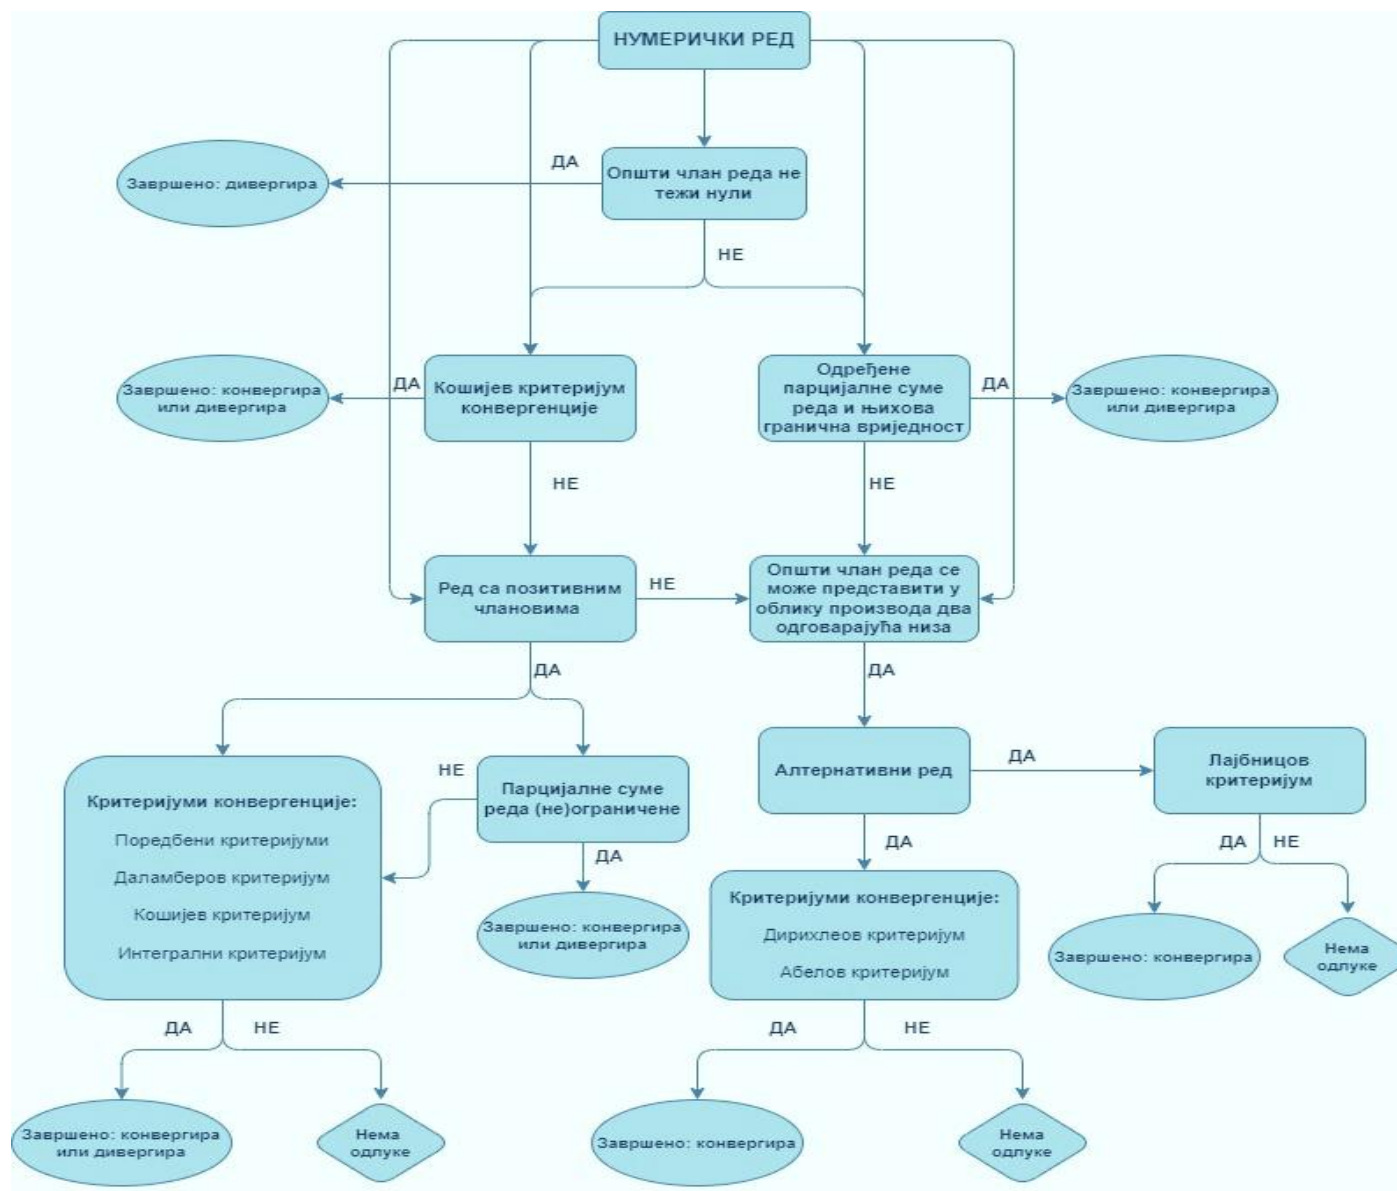 НУМЕРИЧКИ РЕД
ДА
Општи члан реда не
тежи нули
Завршено: дивергира
НЕ
Завршено: конвергира
или дивергира
ДА
Кошијев критеријум
конвергенције
Одређене
парцијалне суме
реда и њихова
гранична вриједност
ДА
Завршено: конвергира
или дивергира
НЕ
НЕ
Ред са позитивним
члановима
НЕ
Општи члан реда се
може представити у
облику производа два
одговарајућа низа
ДА
ДА
Критеријуми конвергенције:
Поредбени критеријуми
Даламберов критеријум
Кошијев критеријум
Интегрални критеријум
НЕ
Парцијалне суме
реда (не)ограничене
ДА
Завршено: конвергира
или дивергира
Алтернативни ред
ДА
Лајбницов
критеријум
ДА
Критеријуми конвергенције:
Дирихлеов критеријум
Абелов критеријум
ДА
НЕ
Завршено: конвергира
Нема
одлуке
ДА
НЕ
Завршено: конвергира
или дивергира
Нема
одлуке
ДА
НЕ
Завршено: конвергира
Нема
одлуке